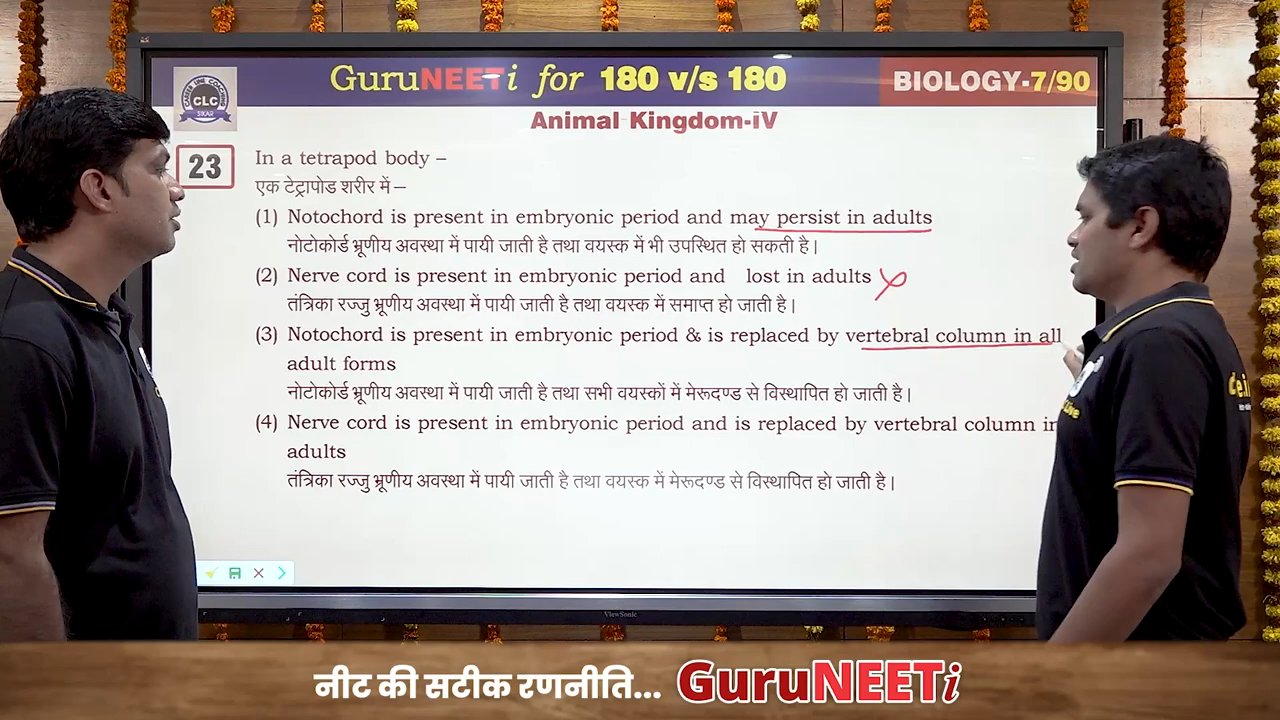 GuruNEETi for 180 v/s 180
BIOLOGY-7/90
CLC
SIKAR
Animal Kingdom-iV
23
In a tetrapod body –
एक टेट्रापोड शरीर में –
(1) Notochord is present in embryonic period and may persist in adults
नोटोकोर्ड भ्रूणीय अवस्था में पायी जाती है तथा वयस्क में भी उपस्थित हो सकती है।
(2) Nerve cord is present in embryonic period and lost in adults
तंत्रिका रज्जु भ्रूणीय अवस्था में पायी जाती है तथा वयस्क में समाप्त हो जाती है।
(3) Notochord is present in embryonic period & is replaced by vertebral column in all
adult forms
नोटोकोर्ड भ्रूणीय अवस्था में पायी जाती है तथा सभी वयस्कों में मेरूदण्ड से विस्थापित हो जाती है।
(4) Nerve cord is present in embryonic period and is replaced by vertebral column in
adults
तंत्रिका रज्जु भ्रूणीय अवस्था में पायी जाती है तथा वयस्क में मेरूदण्ड से विस्थापित हो जाती है।
ViewSonic
नीट की सटीक रणनीति... GuruNEETi